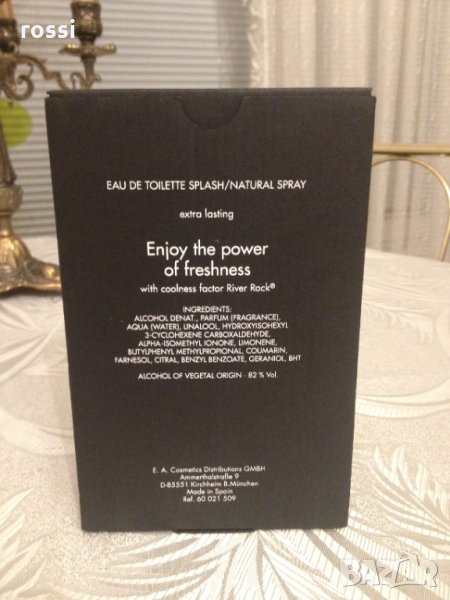 rossi
EAU DE TOILETTE SPLASH/NATURAL SPRAY
extra lasting
Enjoy the power
of freshness
with coolness factor River Rock®
INGREDIENTS:
ALCOHOL DENAT., PARFUM (FRAGRANCE),
AQUA (WATER), LINALOOL, HYDROXYISOHEXYL
3-CYCLOHEXENE CARBOXALDEHYDE,
ALPHA-ISOMETHYL IONONE, LIMONENE,
BUTYLPHENYL METHYLPROPIONAL, COUMARIN,
FARNESOL, CITRAL, BENZYL BENZOATE, GERANIOL, BHT
ALCOHOL OF VEGETAL ORIGIN - 82 % Vol.
E. A. Cosmetics Distributions GMBH
Ammerthalstraße 9
D-85551 Kirchheim B.München
Made in Spain
Ref. 60 021 509
BAZAR